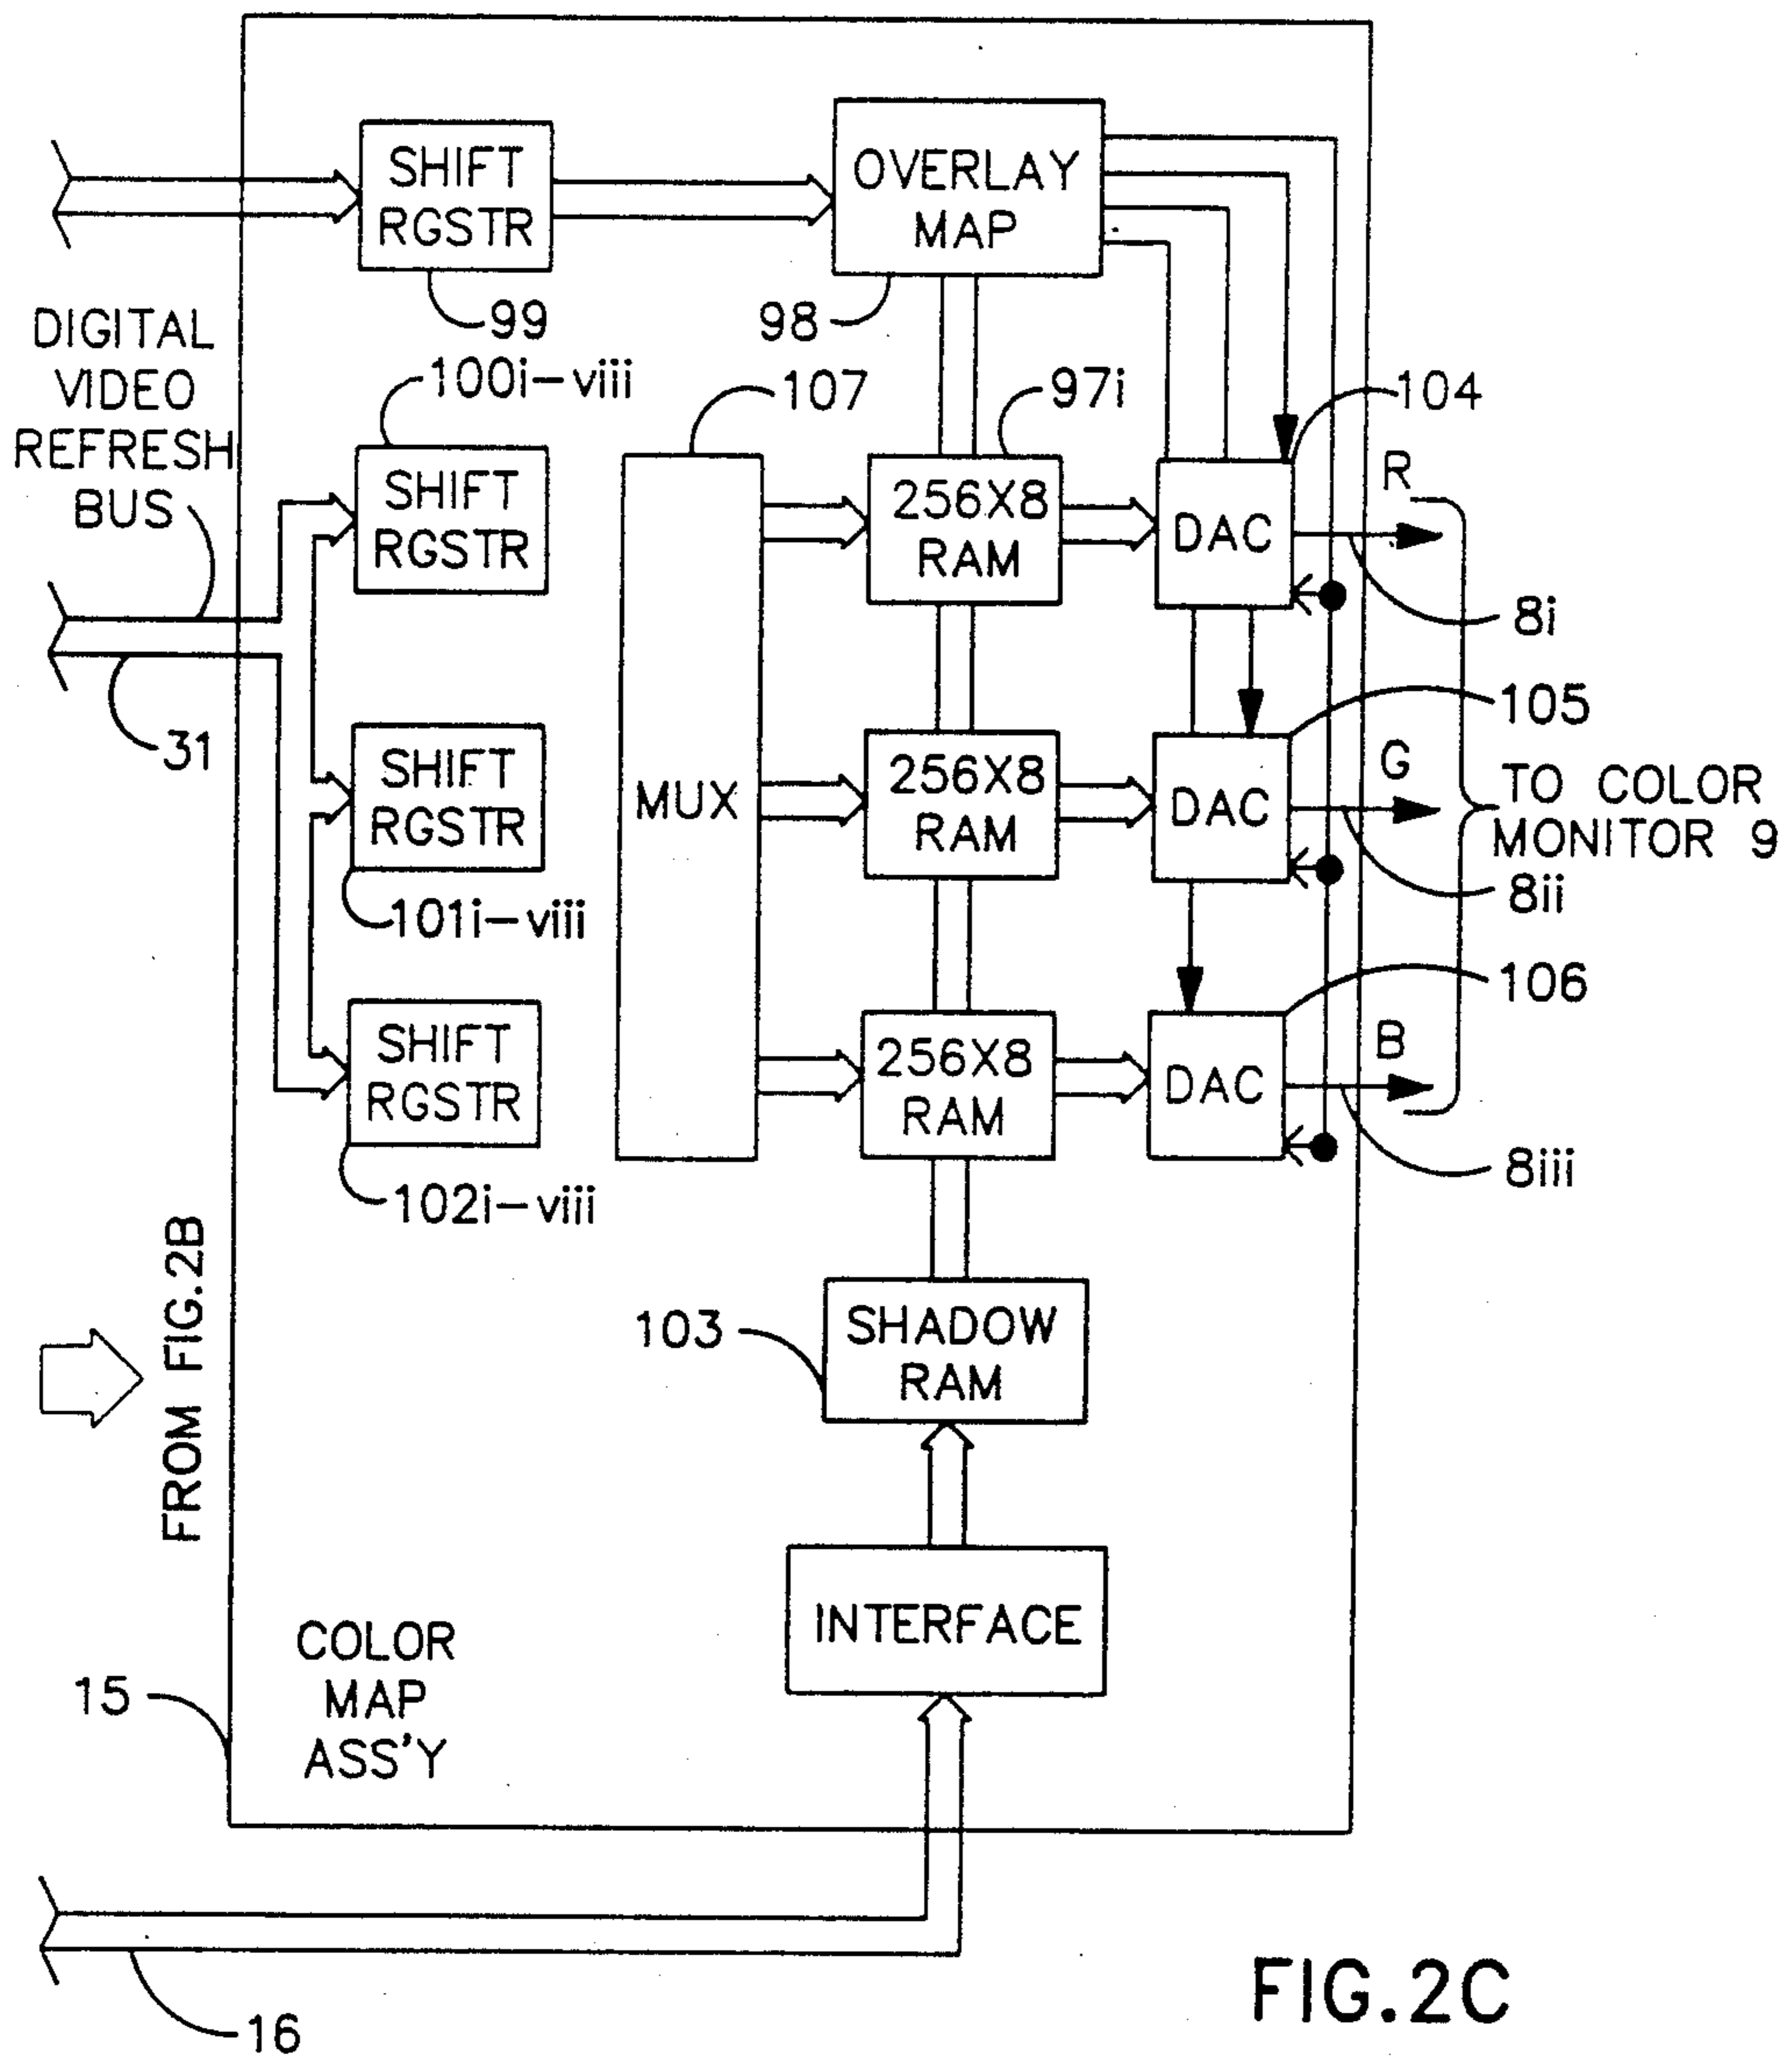 SHIFT
RGSTR
99
OVERLAY
MAP
98
DIGITAL
VIDEO
REFRESH
BUS
31
100i-viii
SHIFT
RGSTR
SHIFT
RGSTR
101i-viii
SHIFT
RGSTR
102i-viii
107
MUX
97i
256X8
RAM
256X8
RAM
256X8
RAM
104
DAC
R
8i
105
DAC
G
8ii
106
DAC
B
8iii
TO COLOR
MONITOR 9
103
SHADOW
RAM
INTERFACE
FROM FIG.2B
COLOR
MAP
ASS'Y
15
16
FIG.2C